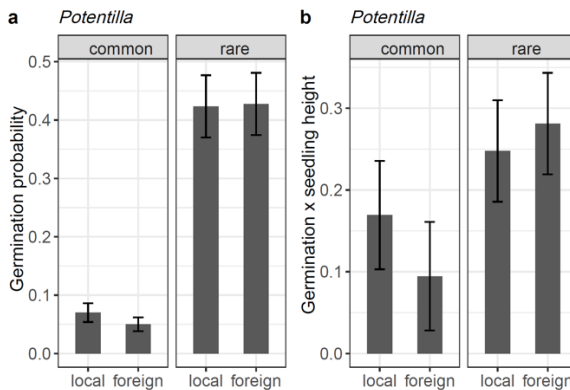 a
Potentilla
common
rare
Germination probability
0.5
0.4
0.3
0.2
0.1
0.0
local foreign
local foreign
b
Potentilla
common
rare
Germination x seedling height
0.3
0.2
0.1
0.0
local foreign
local foreign